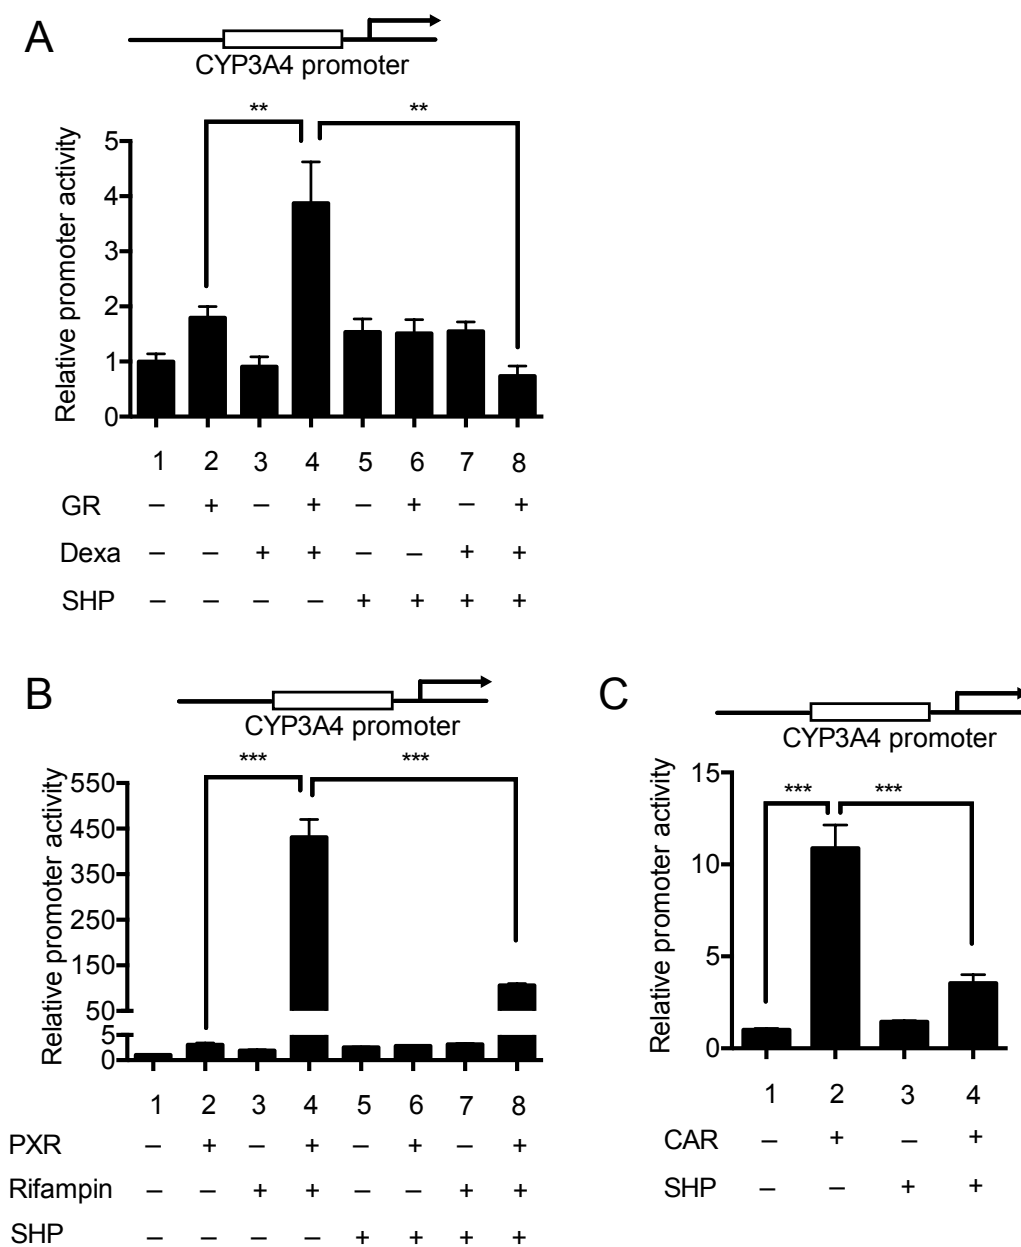 A
CYP3A4 promoter
** **
Relative promoter activity
5
4
3
2
1
0
1 2 3 4 5 6 7 8
GR – + – + – + – +
Dexa – – + + – – + +
SHP – – – – + + + +
B
CYP3A4 promoter
*** ***
Relative promoter activity
550
450
350
250
150
50
5
0
1 2 3 4 5 6 7 8
PXR – + – + – + – +
Rifampin – – + + – – + +
SHP – – – – + + + +
C
CYP3A4 promoter
*** ***
Relative promoter activity
15
10
5
0
1 2 3 4
CAR – + – +
SHP – – + +